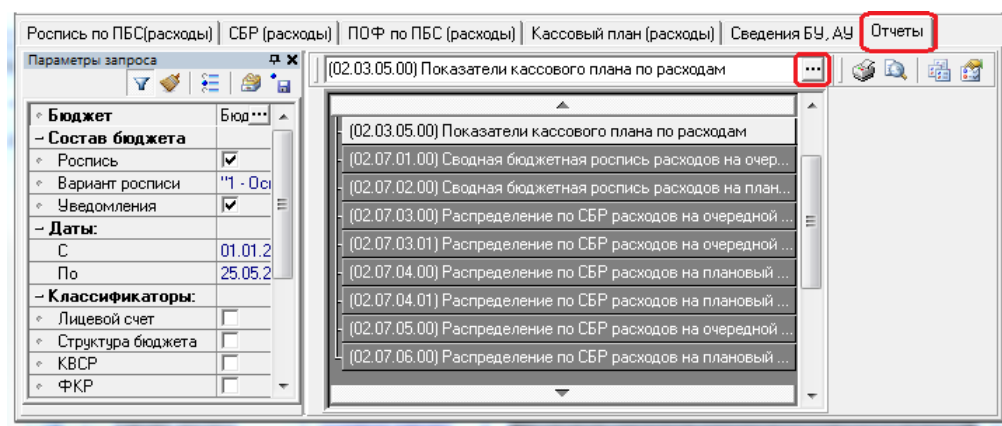 Роспись по ПБС(расходы) СБР (расходы) ПОФ по ПБС (расходы) Кассовый план (расходы) Сведения БУ, АУ Отчеты
Параметры запроса
(02.03.05.00) Показатели кассового плана по расходам ...
Бюджет Бюд...
Состав бюджета
Роспись
Вариант росписи "1 - Ос
Уведомления
Даты:
С 01.01.2
По 25.05.2
Классификаторы:
Лицевой счет
Структура бюджета
КВСР
ФКР
(02.03.05.00) Показатели кассового плана по расходам
(02.07.01.00) Сводная бюджетная роспись расходов на очер...
(02.07.02.00) Сводная бюджетная роспись расходов на план...
(02.07.03.00) Распределение по СБР расходов на очередной ...
(02.07.03.01) Распределение по СБР расходов на очередной ...
(02.07.04.00) Распределение по СБР расходов на плановый ...
(02.07.04.01) Распределение по СБР расходов на плановый ...
(02.07.05.00) Распределение по СБР расходов на очередной ...
(02.07.06.00) Распределение по СБР расходов на плановый ...